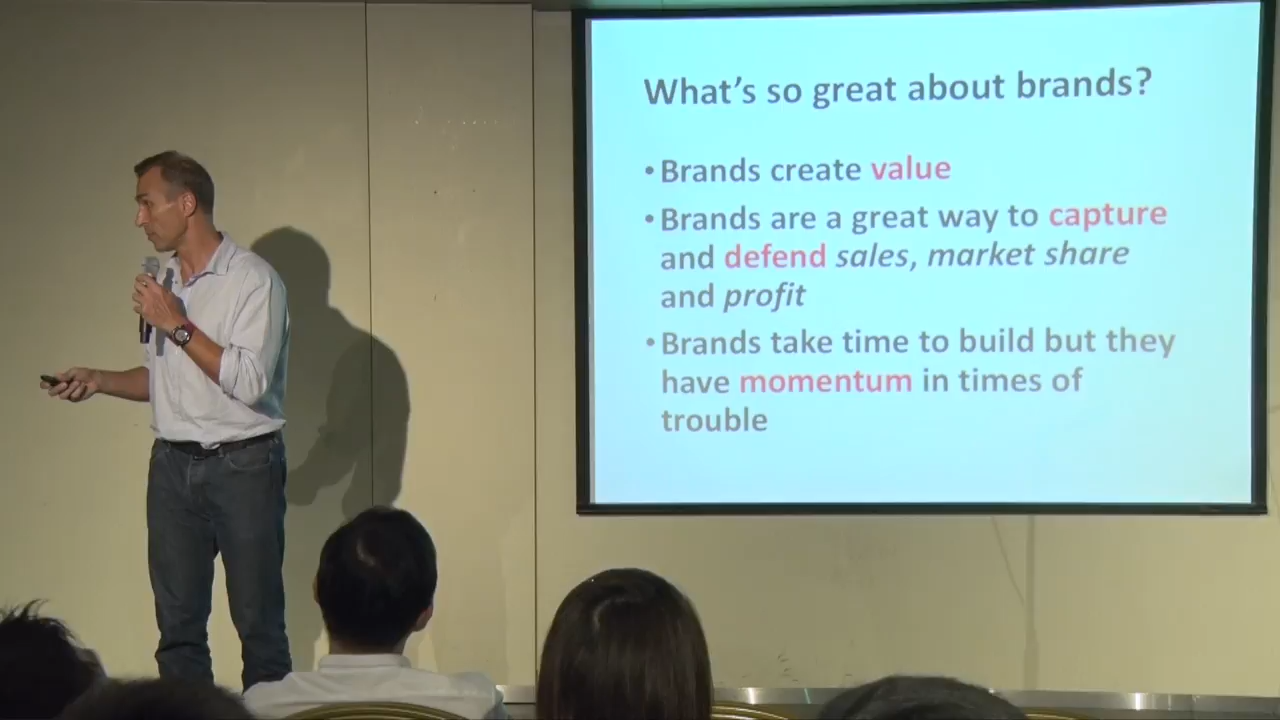 What's so great about brands?
•Brands create value
•Brands are a great way to capture
and defend sales, market share
and profit
•Brands take time to build but they
have momentum in times of
trouble